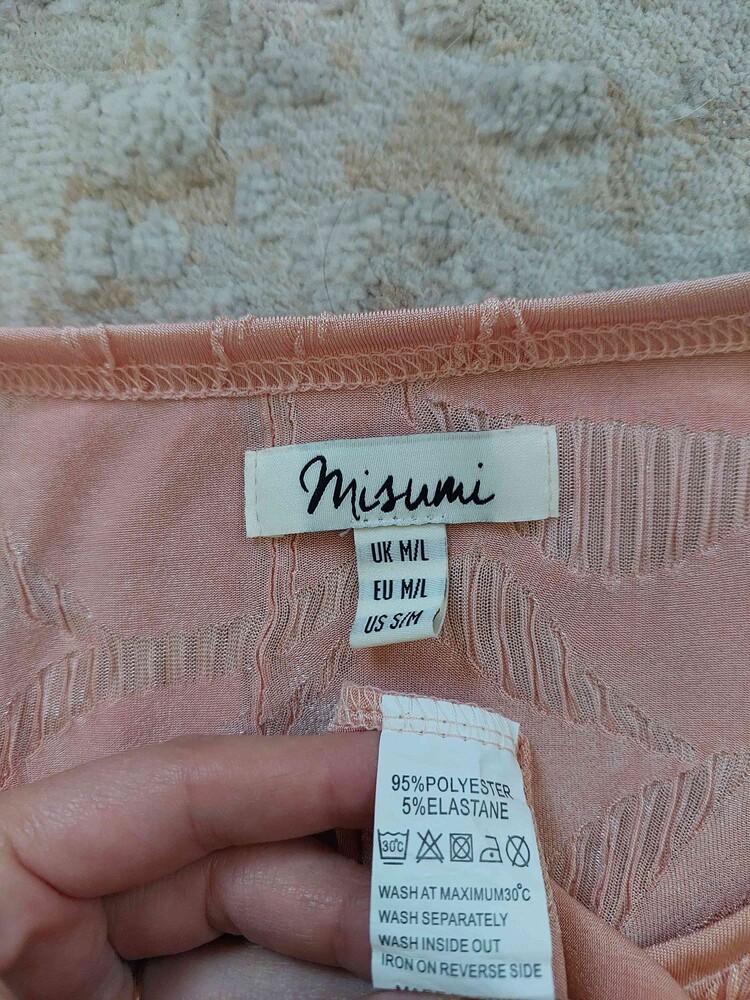 Misumi
UK M/L
EU M/L
US S/M
95%POLYESTER
5%ELASTANE
30°C
WASH AT MAXIMUM30°C
WASH SEPARATELY
WASH INSIDE OUT
IRON ON REVERSE SIDE